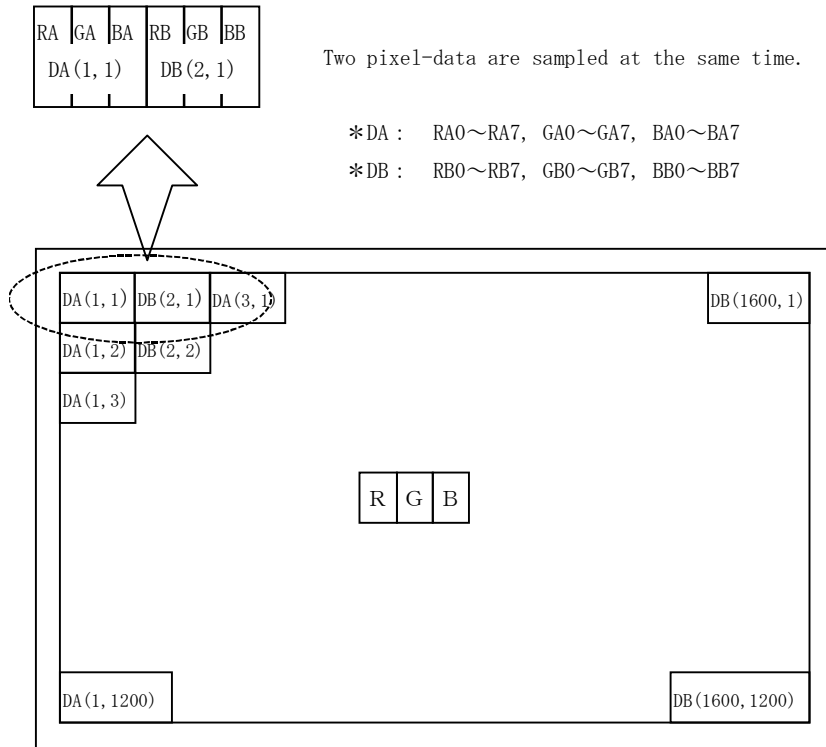 RA GA BA RB GB BB
DA(1,1) DB(2,1)
Two pixel-data are sampled at the same time.
*DA: RA0～RA7, GA0～GA7, BA0～BA7
*DB: RB0～RB7, GB0～GB7, BB0～BB7
DA(1,1) DB(2,1) DA(3,1) DB(1600,1)
DA(1,2) DB(2,2)
DA(1,3)
R G B
DA(1,1200) DB(1600,1200)